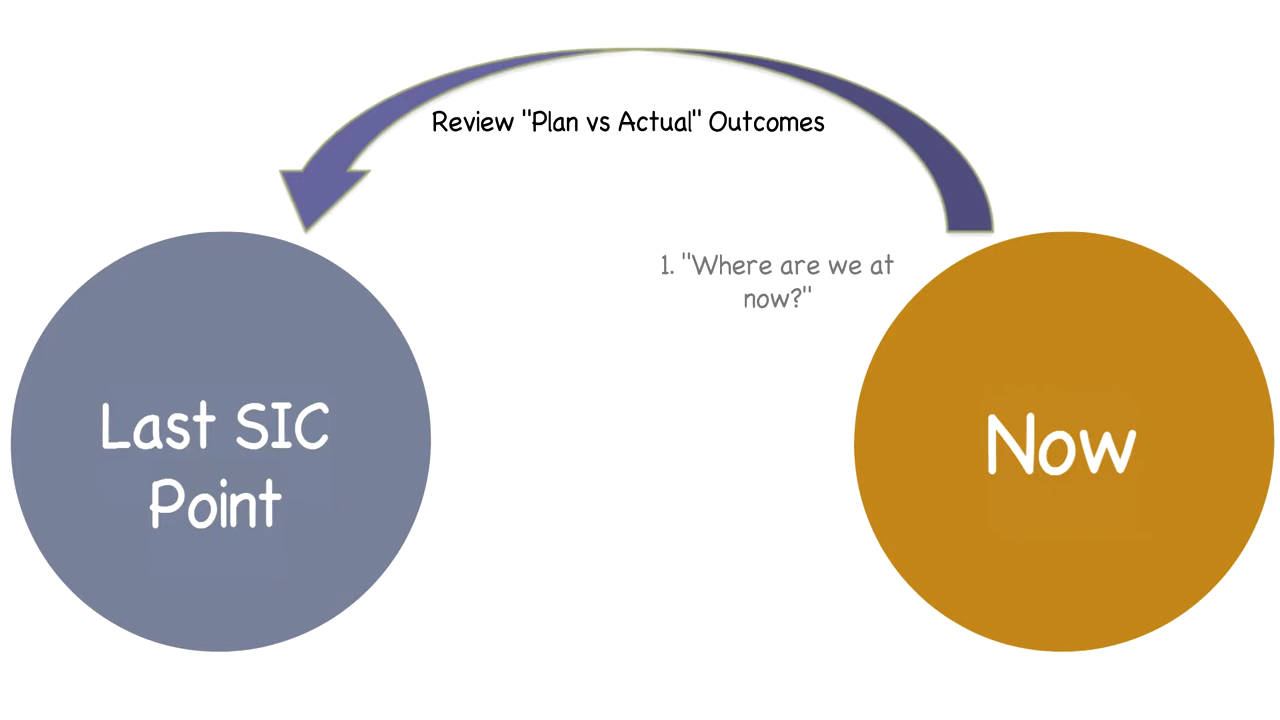 Review "Plan vs Actual" Outcomes
1. "Where are we at
now?"
Last SIC
Point
Now